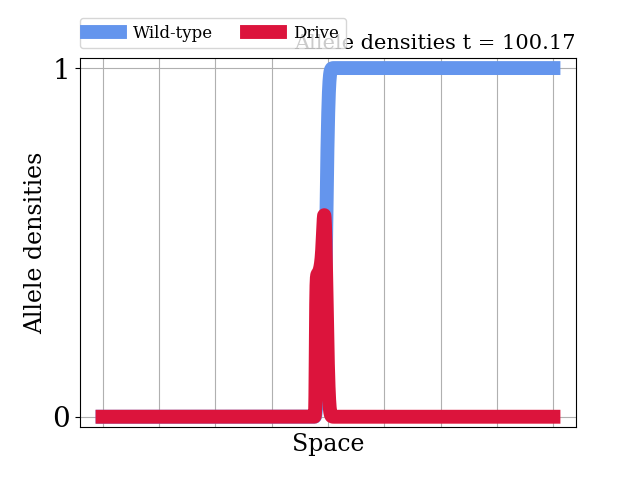 Wild-type Drive
Allele densities t = 100.17
1
Allele densities
0
Space